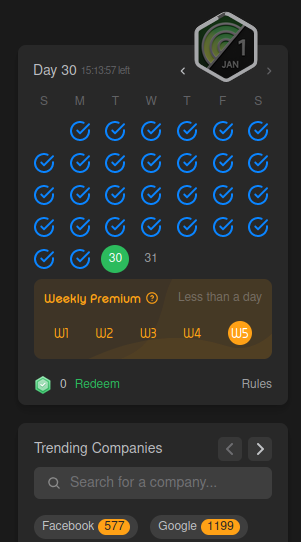 1
JAN
Day 30 15:13:57 left
S M T W T F S
30 31
Weekly Premium ? Less than a day
W1 W2 W3 W4 W5
0 Redeem Rules
Trending Companies
Search for a company...
Facebook 577 Google 1199